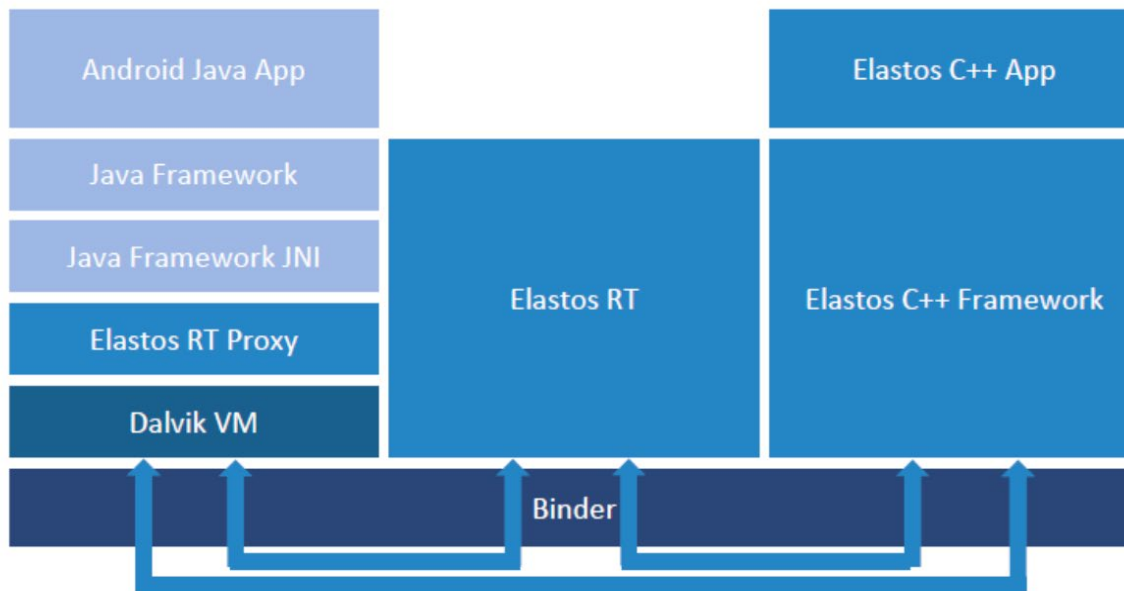 Android Java App
Elastos C++ App
Java Framework
Java Framework JNI
Elastos RT
Elastos C++ Framework
Elastos RT Proxy
Dalvik VM
Binder